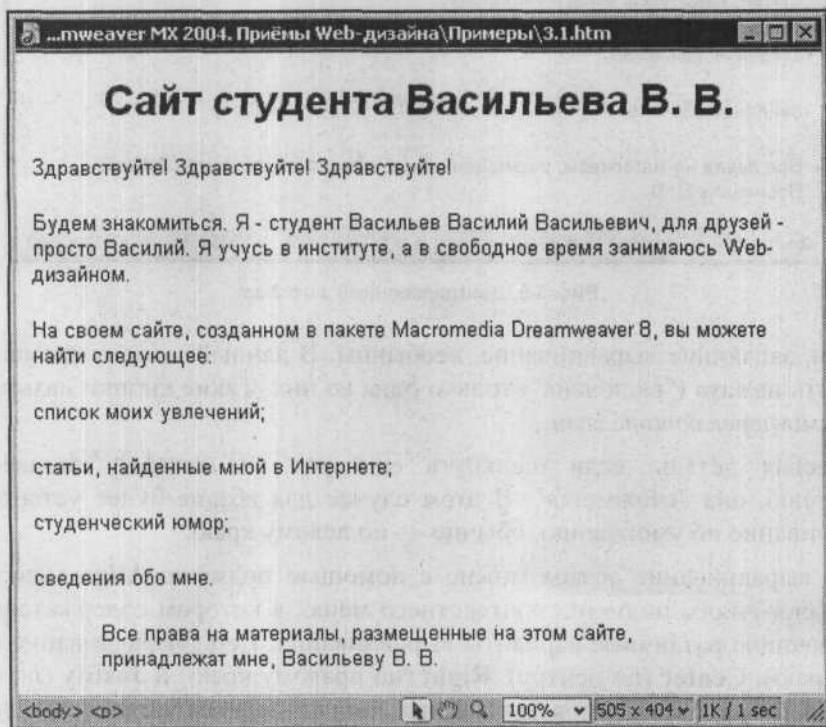 ...mweaver MX 2004. Приёмы Web-дизайна\Примеры\3.1.htm
Сайт студента Васильева В. В.
Здравствуйте! Здравствуйте! Здравствуйте!
Будем знакомиться. Я - студент Васильев Василий Васильевич, для друзей -
просто Василий. Я учусь в институте, а в свободное время занимаюсь Web-
дизайном.
На своем сайте, созданном в пакете Macromedia Dreamweaver 8, вы можете
найти следующее:
список моих увлечений;
статьи, найденные мной в Интернете;
студенческий юмор;
сведения обо мне.
Все права на материалы, размещенные на этом сайте,
принадлежат мне, Васильеву В. В.
<body> <p> 100% 505 x 404 1K / 1 sec